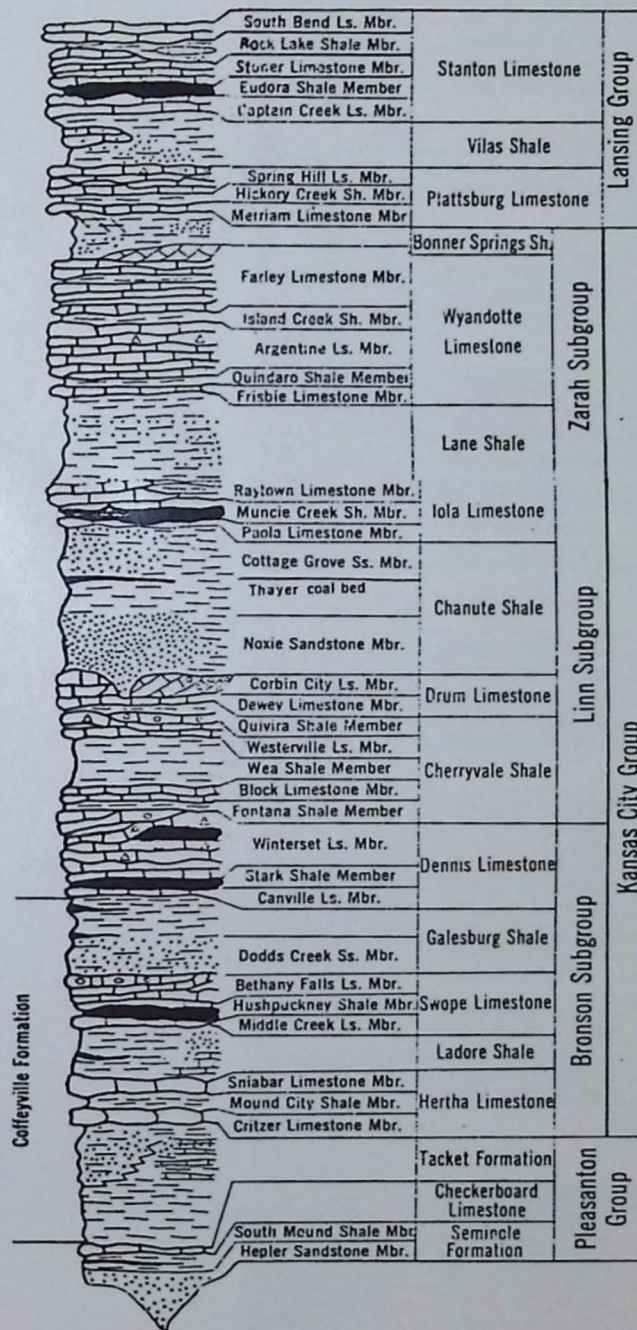 South Bend Ls. Mbr.
Rock Lake Shale Mbr.
Stoner Limestone Mbr.
Eudora Shale Member
Captain Creek Ls. Mbr.
Stanton Limestone
Vilas Shale
Spring Hill Ls. Mbr.
Hickory Creek Sh. Mbr.
Merriam Limestone Mbr
Plattsburg Limestone
Lansing Group
Bonner Springs Sh.
Farley Limestone Mbr.
Island Creek Sh. Mbr.
Argentine Ls. Mbr.
Quindaro Shale Member
Frisbie Limestone Mbr.
Wyandotte
Limestone
Lane Shale
Zarah Subgroup
Raytown Limestone Mbr.
Muncie Creek Sh. Mbr.
Paola Limestone Mbr.
Iola Limestone
Cottage Grove Ss. Mbr.
Thayer coal bed
Noxie Sandstone Mbr.
Chanute Shale
Corbin City Ls. Mbr.
Dewey Limestone Mbr.
Drum Limestone
Quivira Shale Member
Westerville Ls. Mbr.
Wea Shale Member
Block Limestone Mbr.
Fontana Shale Member
Cherryvale Shale
Linn Subgroup
Winterset Ls. Mbr.
Stark Shale Member
Canville Ls. Mbr.
Dennis Limestone
Galesburg Shale
Dodds Creek Ss. Mbr.
Bethany Falls Ls. Mbr.
Hushpuckney Shale Mbr.
Middle Creek Ls. Mbr.
Swope Limestone
Ladore Shale
Sniabar Limestone Mbr.
Mound City Shale Mbr.
Critzer Limestone Mbr.
Hertha Limestone
Bronson Subgroup
Kansas City Group
Tacket Formation
Checkerboard
Limestone
South Mound Shale Mbr
Hepler Sandstone Mbr.
Seminole
Formation
Pleasanton
Group
Coffeyville Formation